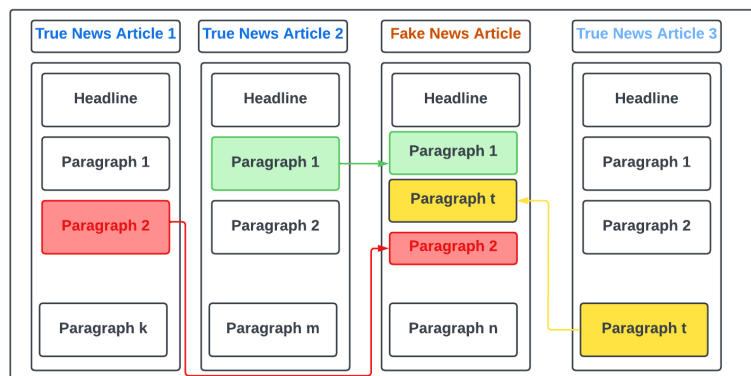 True News Article 1
True News Article 2
Fake News Article
True News Article 3
Headline
Paragraph 1
Paragraph 2
Paragraph k
Headline
Paragraph 1
Paragraph 2
Paragraph m
Headline
Paragraph 1
Paragraph t
Paragraph 2
Paragraph n
Headline
Paragraph 1
Paragraph 2
Paragraph t